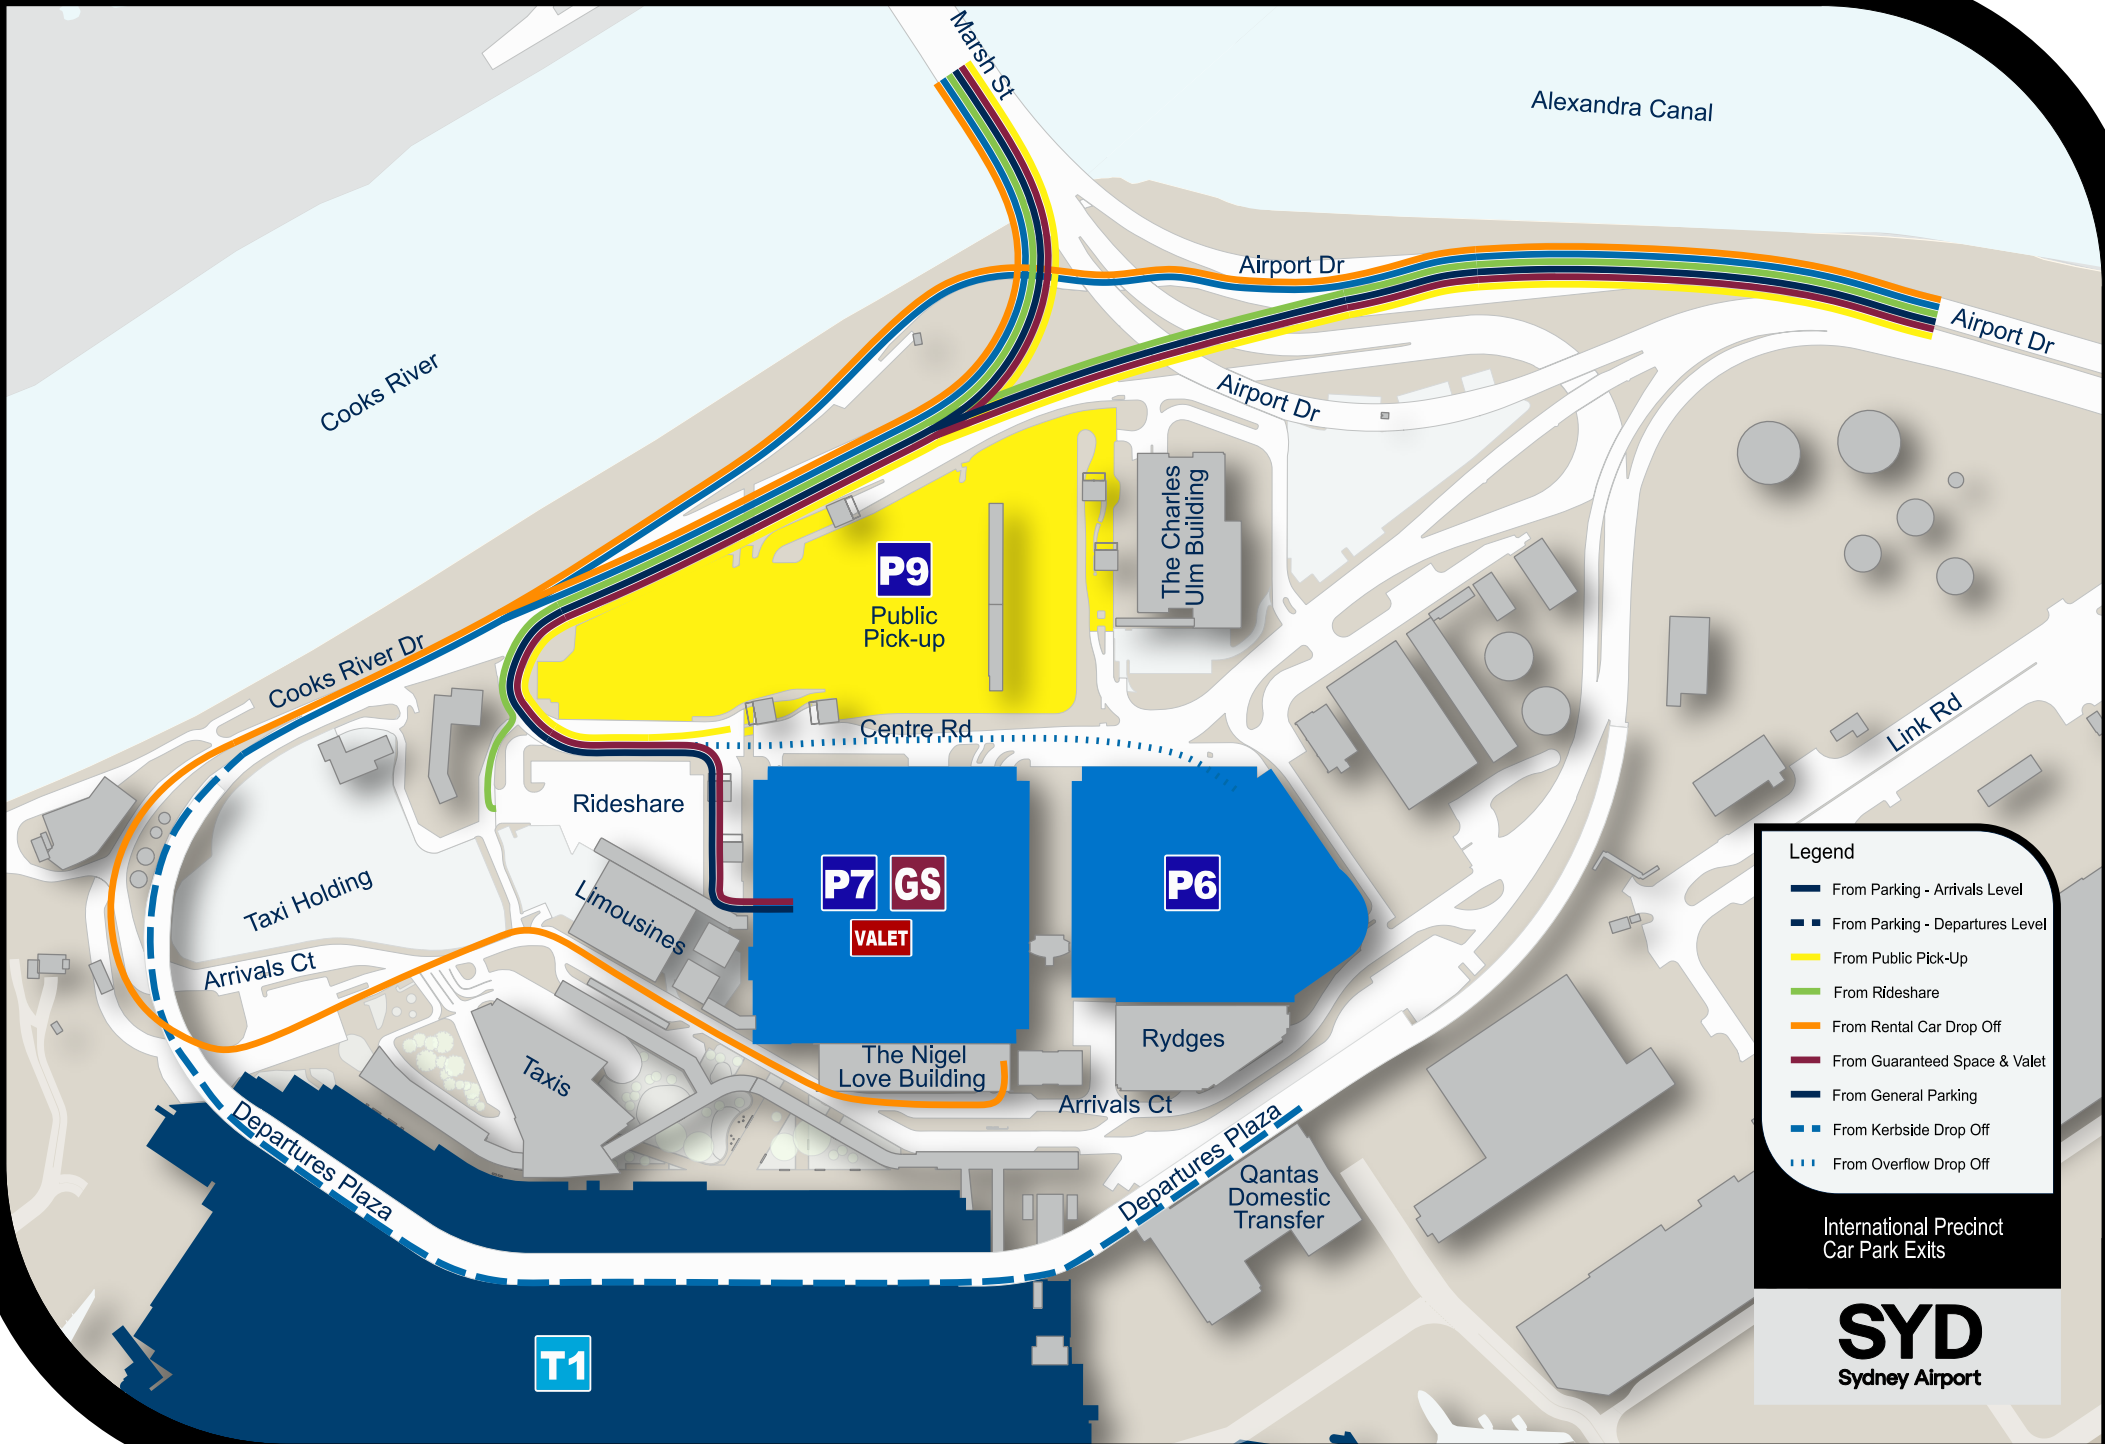 Marsh St
Alexandra Canal
Airport Dr
Airport Dr
Airport Dr
Cooks River
The Charles
Ulm Building
P9
Public
Pick-up
Cooks River Dr
Centre Rd
Link Rd
Rideshare
P7
GS
VALET
P6
Limousines
Taxi Holding
Arrivals Ct
Taxis
The Nigel
Love Building
Rydges
Arrivals Ct
Departures Plaza
Departures Plaza
Qantas
Domestic
Transfer
T1
Legend
From Parking - Arrivals Level
From Parking - Departures Level
From Public Pick-Up
From Rideshare
From Rental Car Drop Off
From Guaranteed Space & Valet
From General Parking
From Kerbside Drop Off
From Overflow Drop Off
International Precinct
Car Park Exits
SYD
Sydney Airport